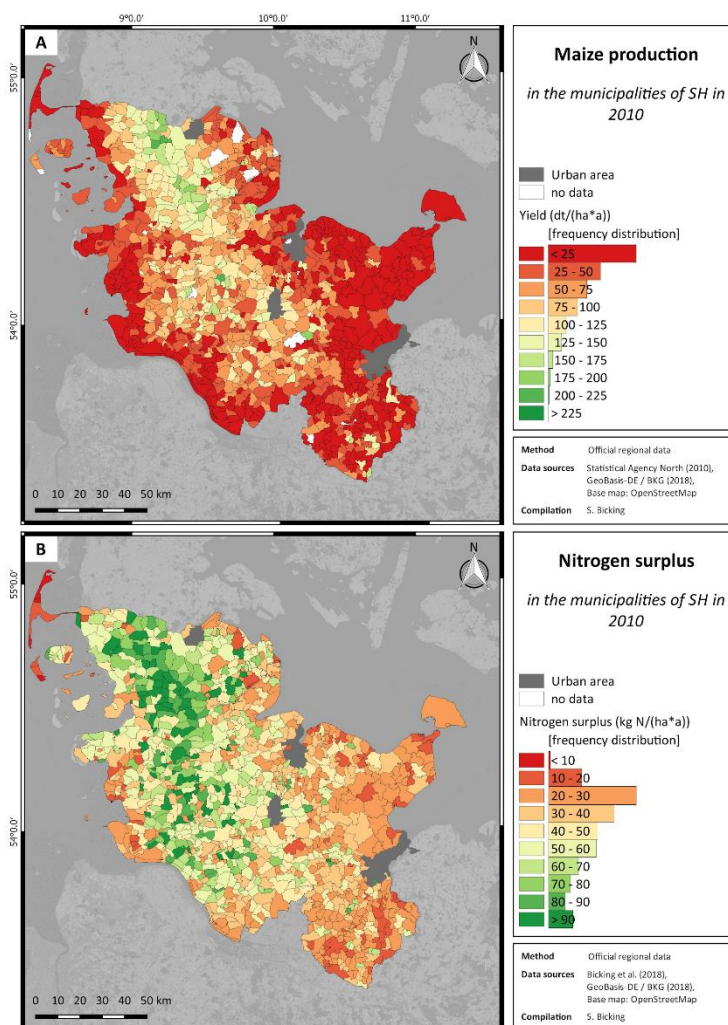 9°0.0' 10°0.0' 11°0.0'
A
N
55°0.0'
54°0.0'
0 10 20 30 40 50 km
Maize production
in the municipalities of SH in
2010
Urban area
no data
Yield (dt/(ha*a))
[frequency distribution]
< 25
25 - 50
50 - 75
75 - 100
100 - 125
125 - 150
150 - 175
175 - 200
200 - 225
> 225
Method Official regional data
Data sources Statistical Agency North (2010),
GeoBasis-DE / BKG (2018),
Base map: OpenStreetMap
Compilation S. Bicking
B
N
55°0.0'
54°0.0'
0 10 20 30 40 50 km
Nitrogen surplus
in the municipalities of SH in
2010
Urban area
no data
Nitrogen surplus (kg N/(ha*a))
[frequency distribution]
< 10
10 - 20
20 - 30
30 - 40
40 - 50
50 - 60
60 - 70
70 - 80
80 - 90
> 90
Method Official regional data
Data sources Bicking et al. (2018),
GeoBasis-DE / BKG (2018),
Base map: OpenStreetMap
Compilation S. Bicking